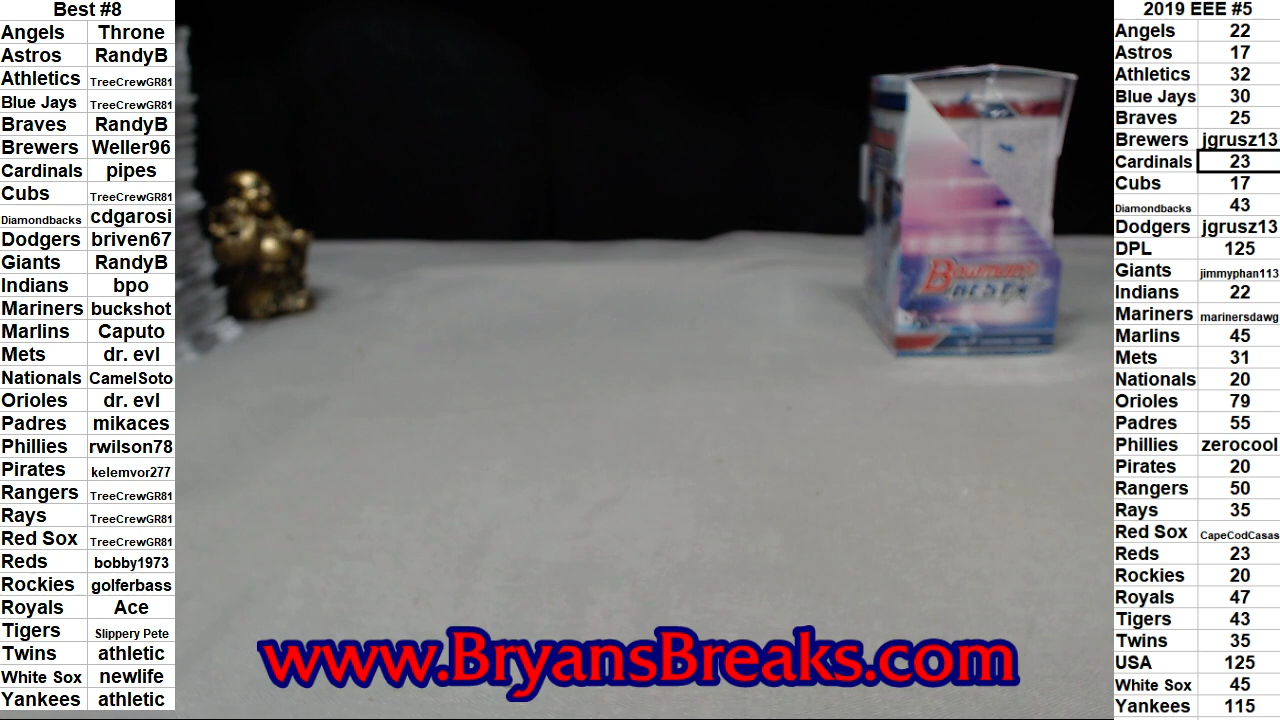 Best #8
Angels Throne
Astros RandyB
Athletics TreeCrewGR81
Blue Jays TreeCrewGR81
Braves RandyB
Brewers Weller96
Cardinals pipes
Cubs TreeCrewGR81
Diamondbacks cdgarosi
Dodgers briven67
Giants RandyB
Indians bpo
Mariners buckshot
Marlins Caputo
Mets dr. evl
Nationals CamelSoto
Orioles dr. evl
Padres mikaces
Phillies rwilson78
Pirates kelemvor277
Rangers TreeCrewGR81
Rays TreeCrewGR81
Red Sox TreeCrewGR81
Reds bobby1973
Rockies golferbass
Royals Ace
Tigers Slippery Pete
Twins athletic
White Sox newlife
Yankees athletic
Bowman's
BEST
www.BryansBreaks.com
2019 EEE #5
Angels 22
Astros 17
Athletics 32
Blue Jays 30
Braves 25
Brewers jgrusz13
Cardinals 23
Cubs 17
Diamondbacks 43
Dodgers jgrusz13
DPL 125
Giants jimmyphan113
Indians 22
Mariners marinersdawg
Marlins 45
Mets 31
Nationals 20
Orioles 79
Padres 55
Phillies zerocool
Pirates 20
Rangers 50
Rays 35
Red Sox CapeCodCasas
Reds 23
Rockies 20
Royals 47
Tigers 43
Twins 35
USA 125
White Sox 45
Yankees 115